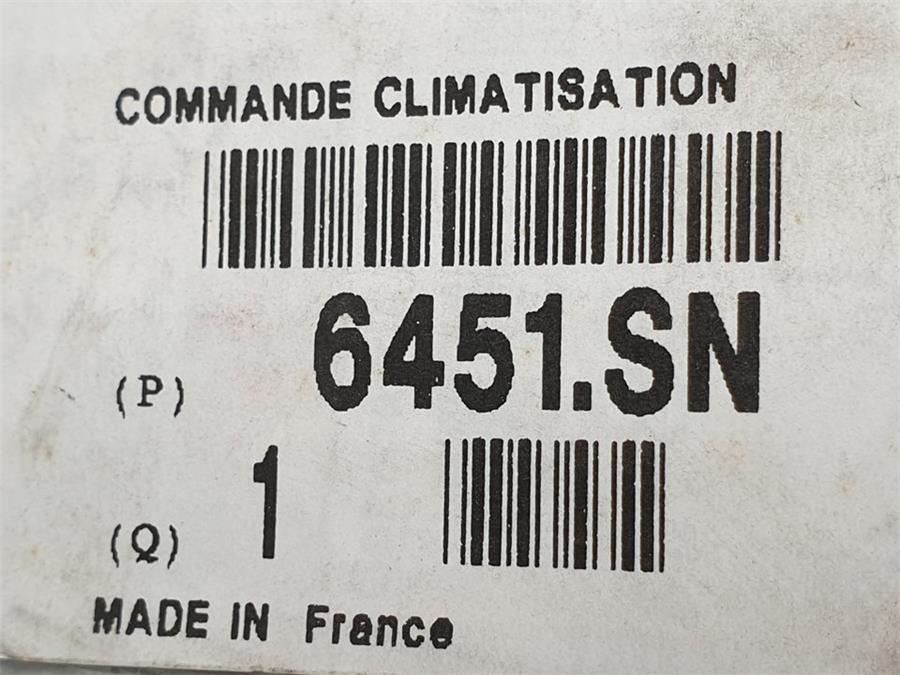 COMMANDE CLIMATISATION
(P) 6451.SN
(Q) 1
MADE IN France